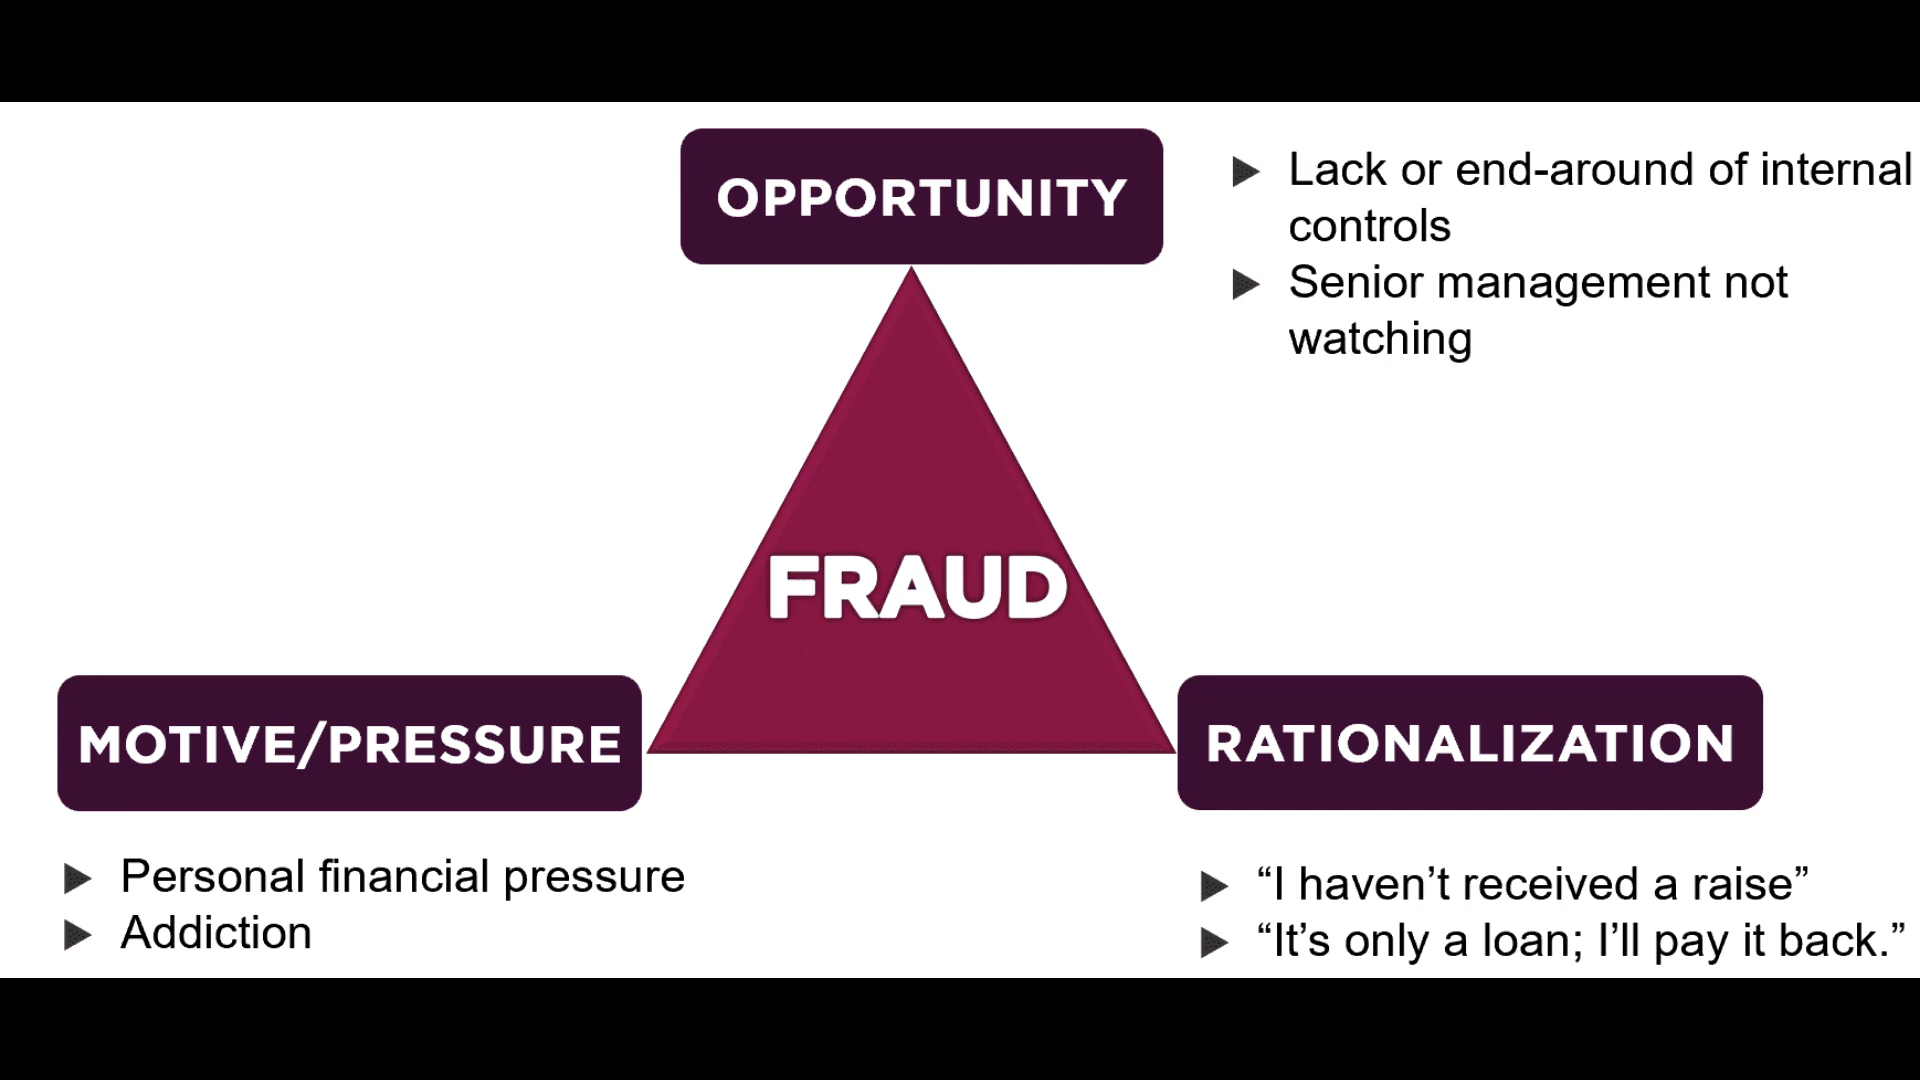 OPPORTUNITY
Lack or end-around of internal
controls
Senior management not
watching
FRAUD
MOTIVE/PRESSURE
Personal financial pressure
Addiction
RATIONALIZATION
“I haven’t received a raise”
“It’s only a loan; I’ll pay it back.”